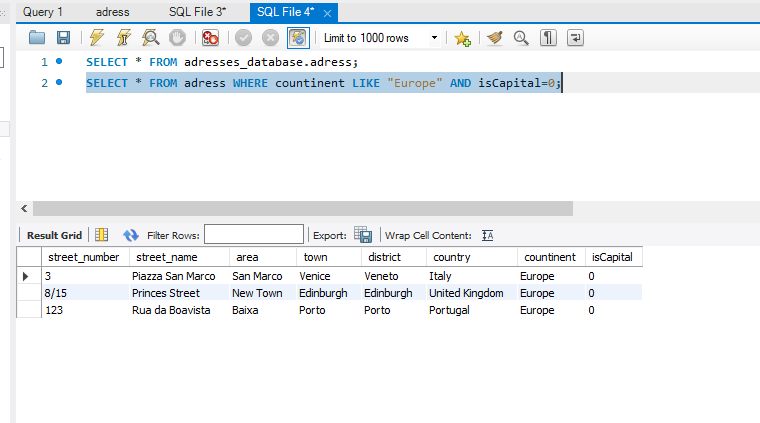 Query 1 adress SQL File 3* SQL File 4* ×
Limit to 1000 rows
1 SELECT * FROM adresses_database.adress;
2 SELECT * FROM adress WHERE countinent LIKE "Europe" AND isCapital=0;
Result Grid Filter Rows: Export: Wrap Cell Content:
street_number street_name area town district country countinent isCapital
3 Piazza San Marco San Marco Venice Veneto Italy Europe 0
8/15 Princes Street New Town Edinburgh Edinburgh United Kingdom Europe 0
123 Rua da Boavista Baixa Porto Porto Portugal Europe 0